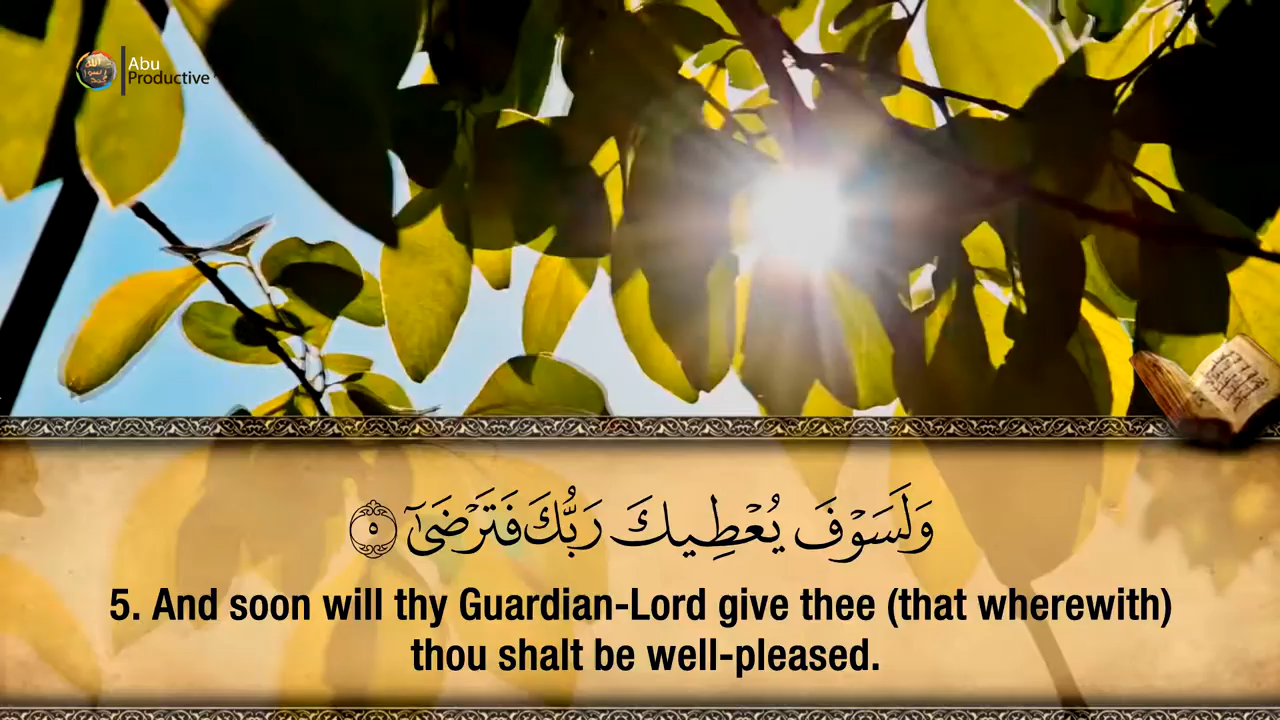 Abu
Productive
وَلَسَوْفَ يُعْطِيكَ رَبُّكَ فَتَرْضَىٰٓ ٥
5. And soon will thy Guardian-Lord give thee (that wherewith)
thou shalt be well-pleased.